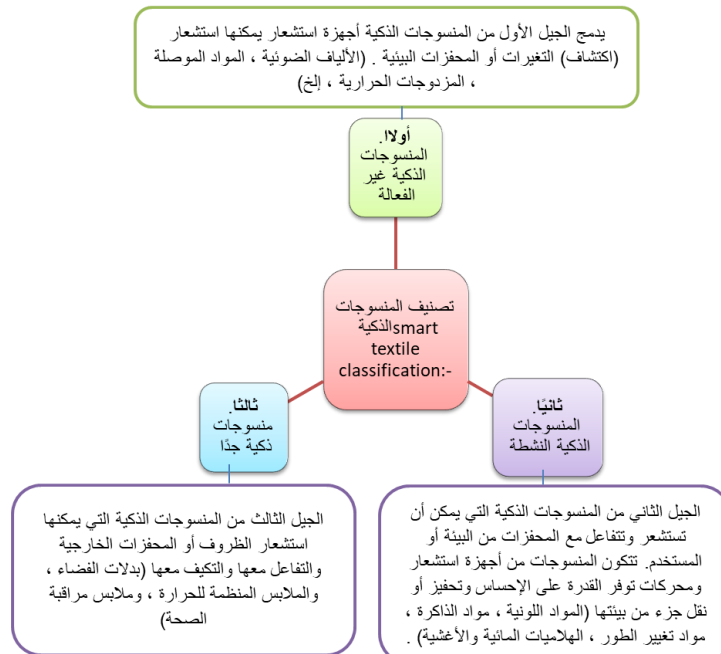 يدمج الجيل الأول من المنسوجات الذكية أجهزة استشعار يمكنها استشعار
(اكتشاف) التغيرات أو المحفزات البيئية . (الألياف الضوئية ، المواد الموصلة
، المزدوجات الحرارية ، إلخ)
أولاا.
المنسوجات
الذكية غير
الفعالة
تصنيف المنسوجات
الذكيةsmart
textile
classification:-
ثانيًا.
المنسوجات
الذكية النشطة
ثالثا.
منسوجات
ذكية جدًا
الجيل الثاني من المنسوجات الذكية التي يمكن أن
تستشعر وتتفاعل مع المحفزات من البيئة أو
المستخدم. تتكون المنسوجات من أجهزة استشعار
ومحركات توفر القدرة على الإحساس وتحفيز أو
نقل جزء من بيئتها (المواد اللونية ، مواد الذاكرة ،
مواد تغيير الطور ، الهلاميات المائية والأغشية) .
الجيل الثالث من المنسوجات الذكية التي يمكنها
استشعار الظروف أو المحفزات الخارجية
والتفاعل معها والتكيف معها (بدلات الفضاء ،
والملابس المنظمة للحرارة ، وملابس مراقبة
الصحة)